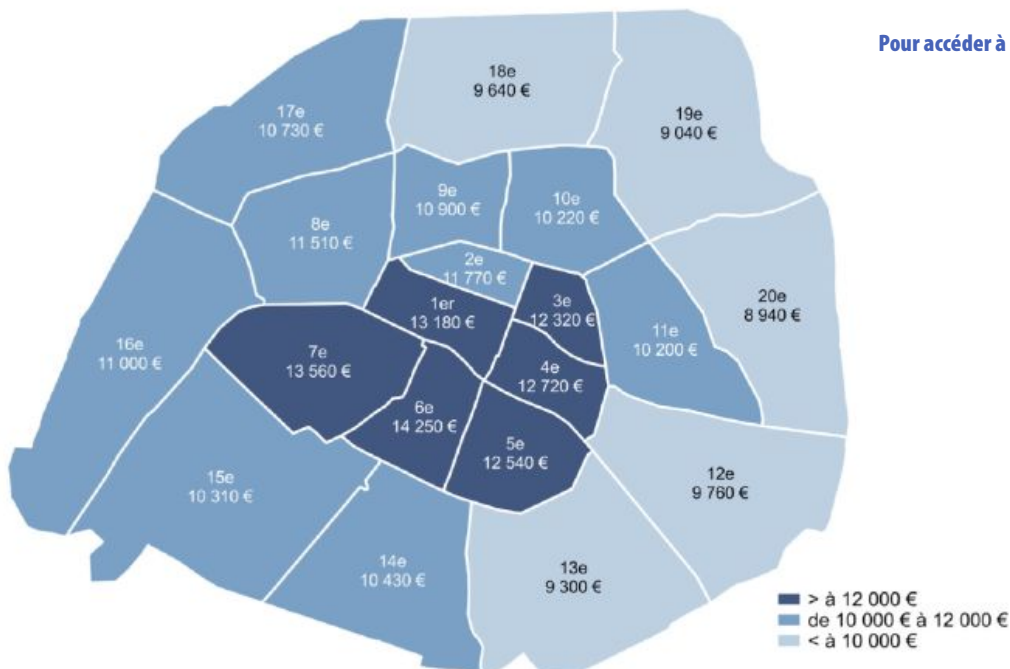 Pour accéder à
18e
9 640 €
19e
9 040 €
17e
10 730 €
9e
10 900 €
10e
10 220 €
8e
11 510 €
2e
11 770 €
1er
13 180 €
3e
12 320 €
20e
8 940 €
11e
10 200 €
16e
11 000 €
7e
13 560 €
4e
12 720 €
6e
14 250 €
5e
12 540 €
15e
10 310 €
12e
9 760 €
14e
10 430 €
13e
9 300 €
> à 12 000 €
de 10 000 € à 12 000 €
< à 10 000 €